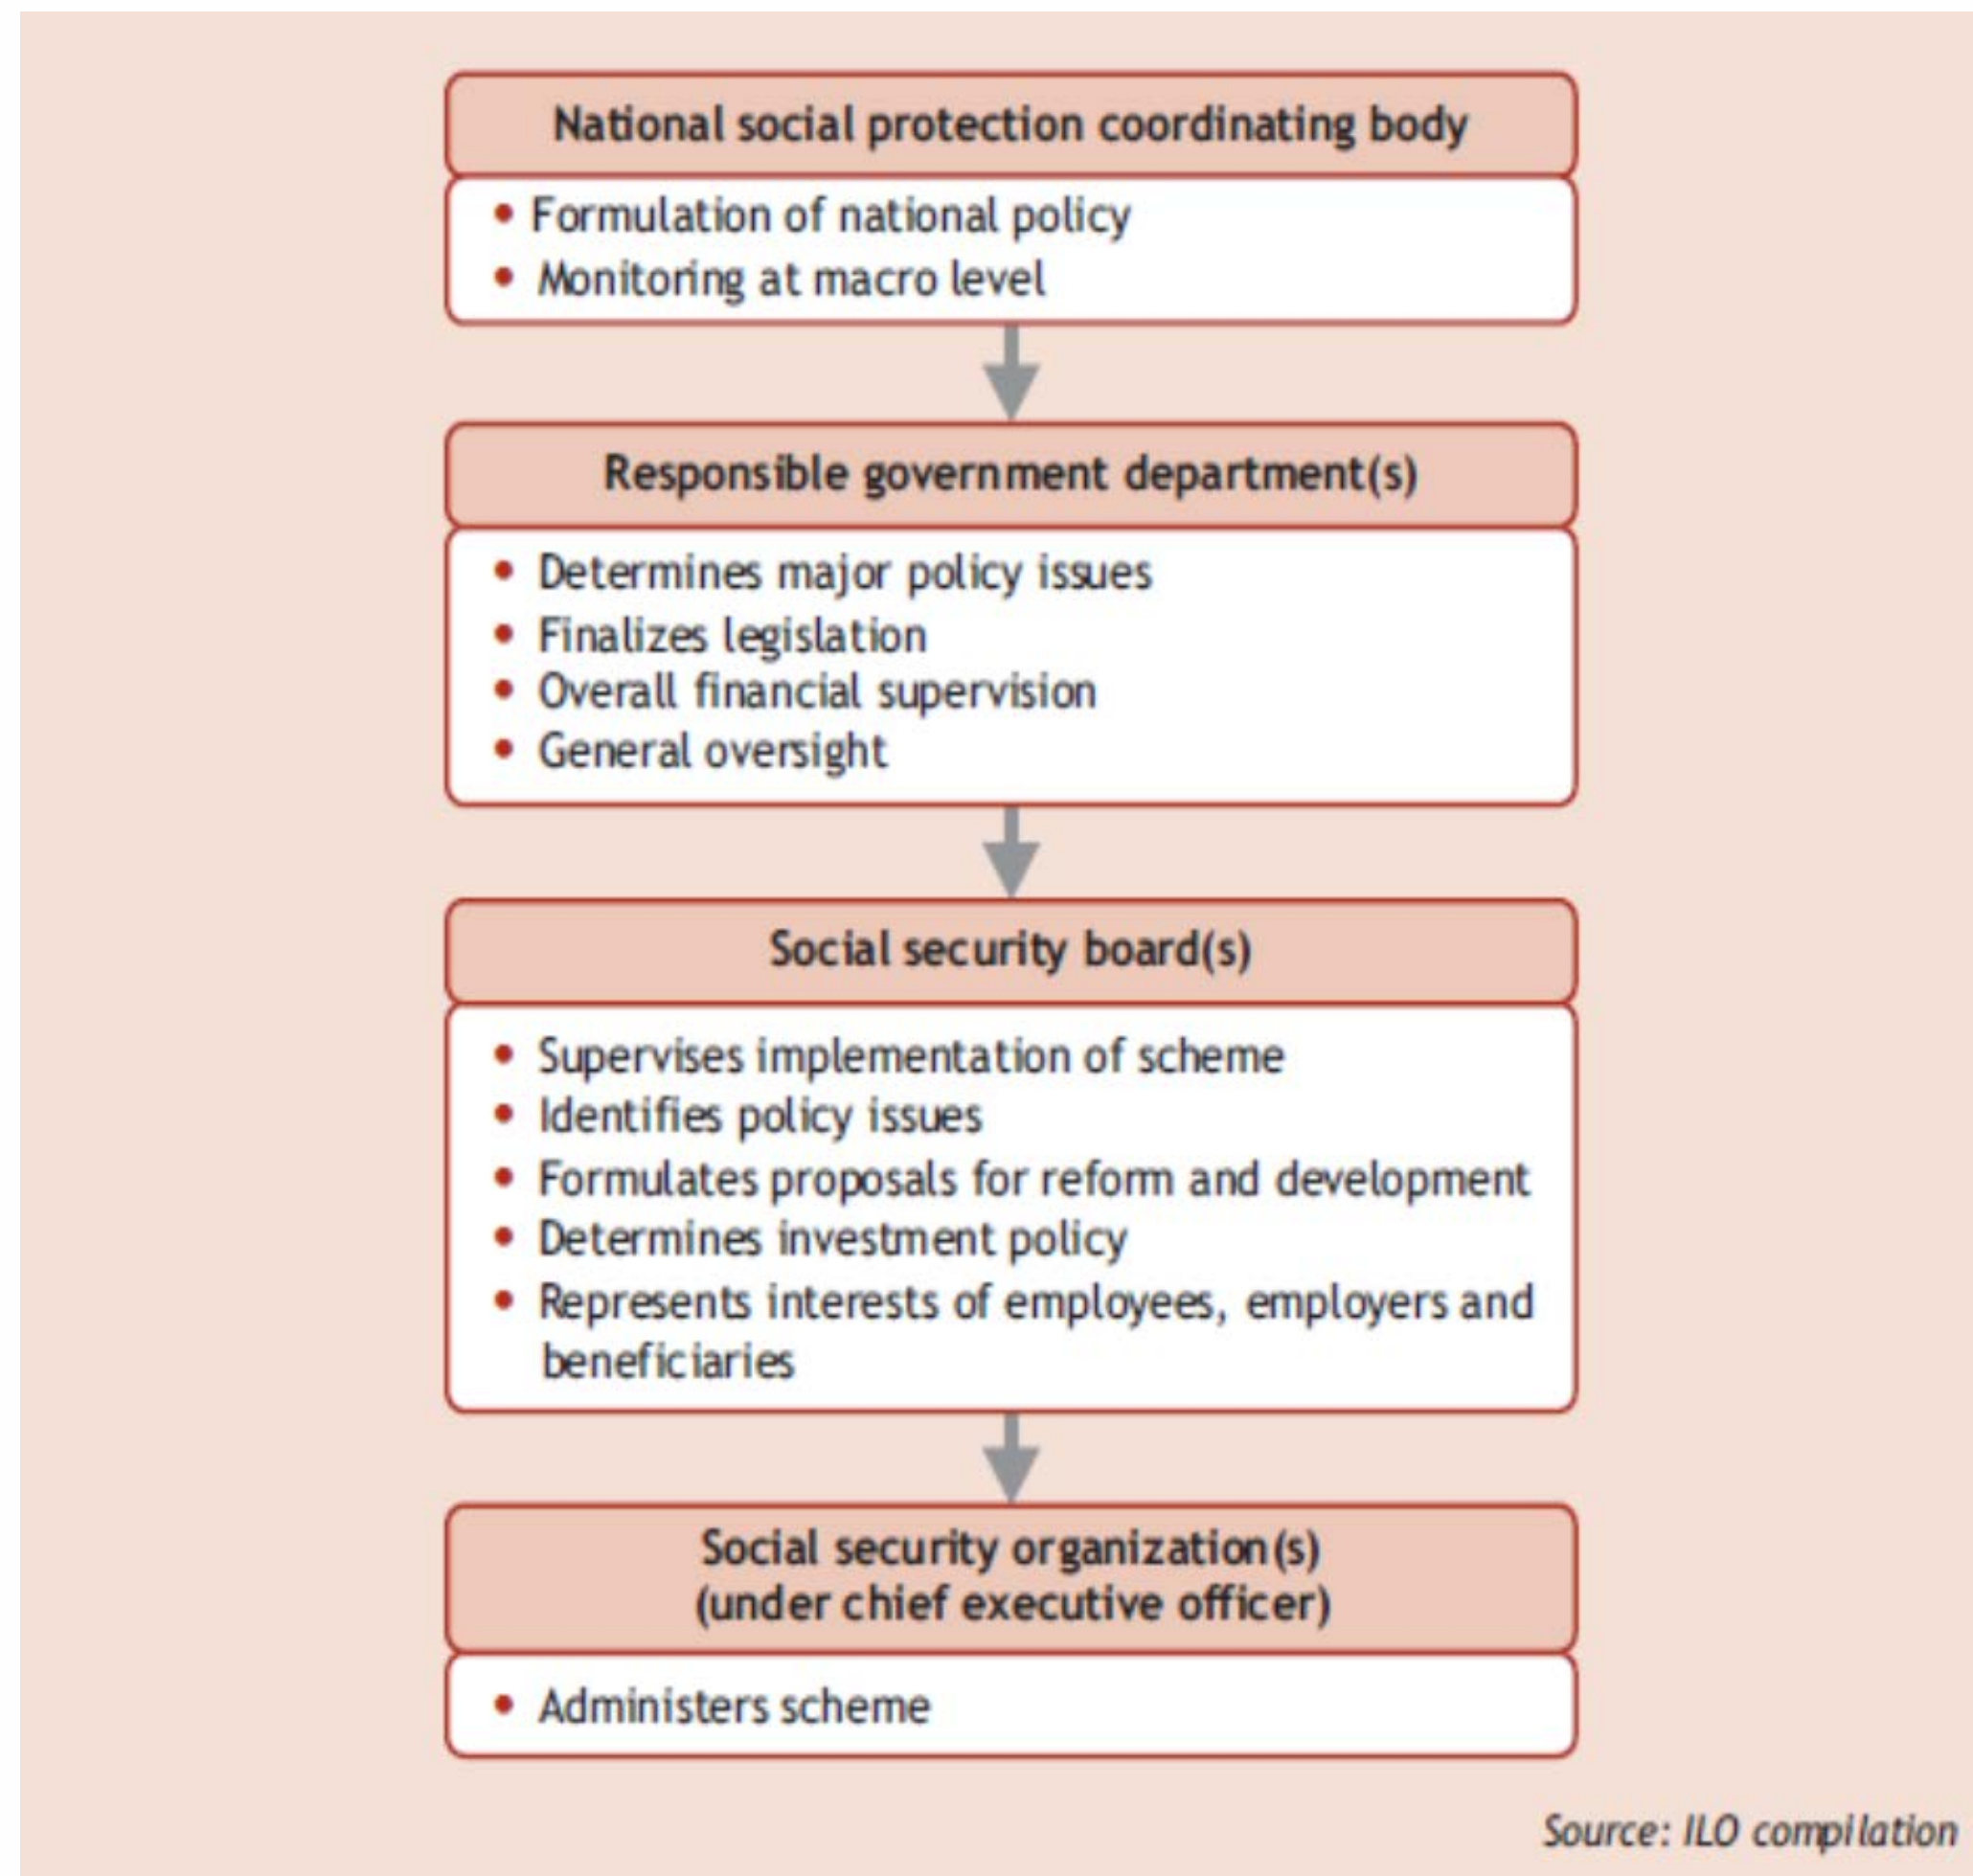 National social protection coordinating body
• Formulation of national policy
• Monitoring at macro level
Responsible government department(s)
• Determines major policy issues
• Finalizes legislation
• Overall financial supervision
• General oversight
Social security board(s)
• Supervises implementation of scheme
• Identifies policy issues
• Formulates proposals for reform and development
• Determines investment policy
• Represents interests of employees, employers and
beneficiaries
Social security organization(s)
(under chief executive officer)
• Administers scheme
Source: ILO compilation